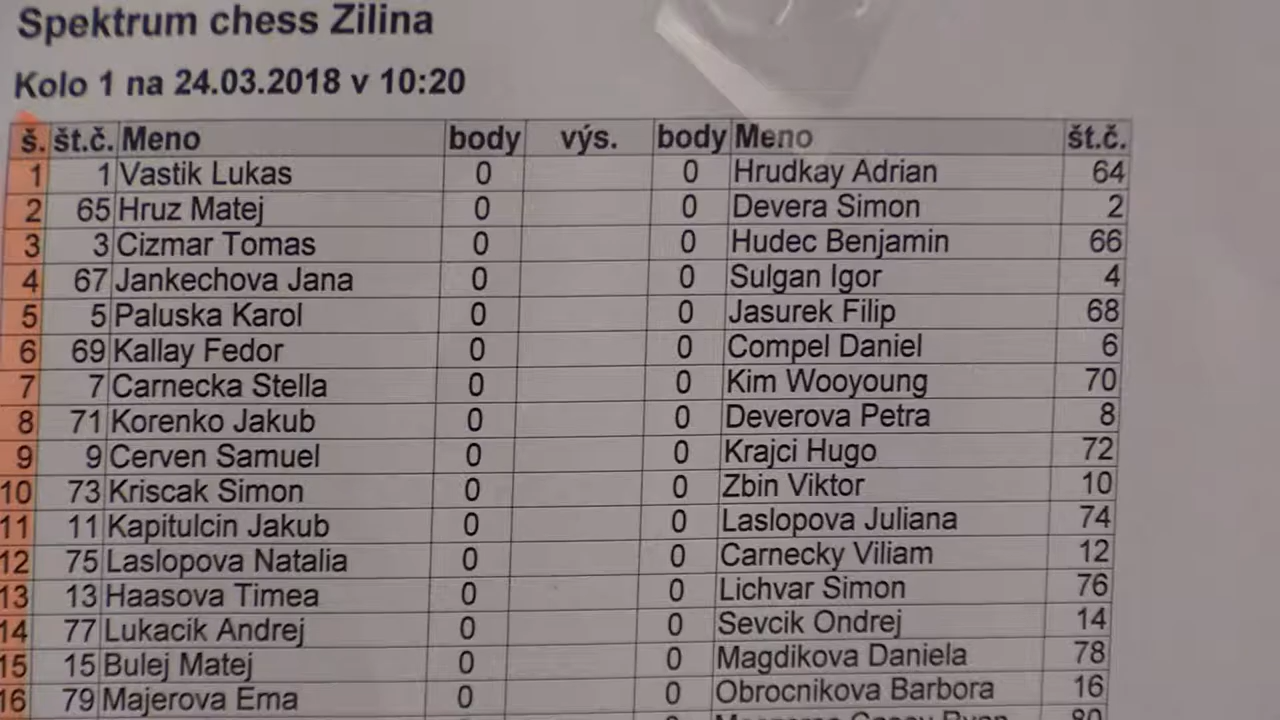 Spektrum chess Zilina
Kolo 1 na 24.03.2018 v 10:20
š. št.č. Meno body výs. body Meno št.č.
1 1 Vastik Lukas 0 0 Hrudkay Adrian 64
2 65 Hruz Matej 0 0 Devera Simon 2
3 3 Cizmar Tomas 0 0 Hudec Benjamin 66
4 67 Jankechova Jana 0 0 Sulgan Igor 4
5 5 Paluska Karol 0 0 Jasurek Filip 68
6 69 Kallay Fedor 0 0 Compel Daniel 6
7 7 Carnecka Stella 0 0 Kim Wooyoung 70
8 71 Korenko Jakub 0 0 Deverova Petra 8
9 9 Cerven Samuel 0 0 Krajci Hugo 72
10 73 Kriscak Simon 0 0 Zbin Viktor 10
11 11 Kapitulcin Jakub 0 0 Laslopova Juliana 74
12 75 Laslopova Natalia 0 0 Carnecky Viliam 12
13 13 Haasova Timea 0 0 Lichvar Simon 76
14 77 Lukacik Andrej 0 0 Sevcik Ondrej 14
15 15 Bulej Matej 0 0 Magdikova Daniela 78
16 79 Majerova Ema 0 0 Obrocnikova Barbora 16
80